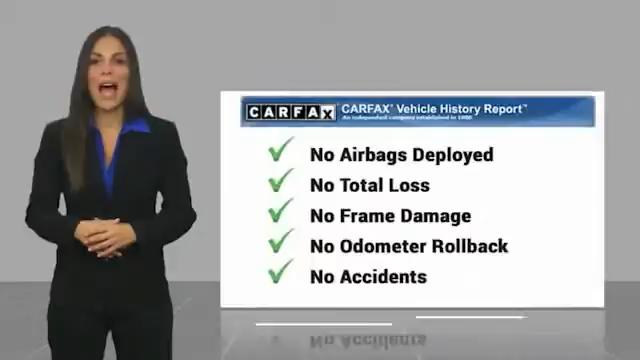 CARFAX CARFAX® Vehicle History Report™
An independent company established in 1986
No Airbags Deployed
No Total Loss
No Frame Damage
No Odometer Rollback
No Accidents